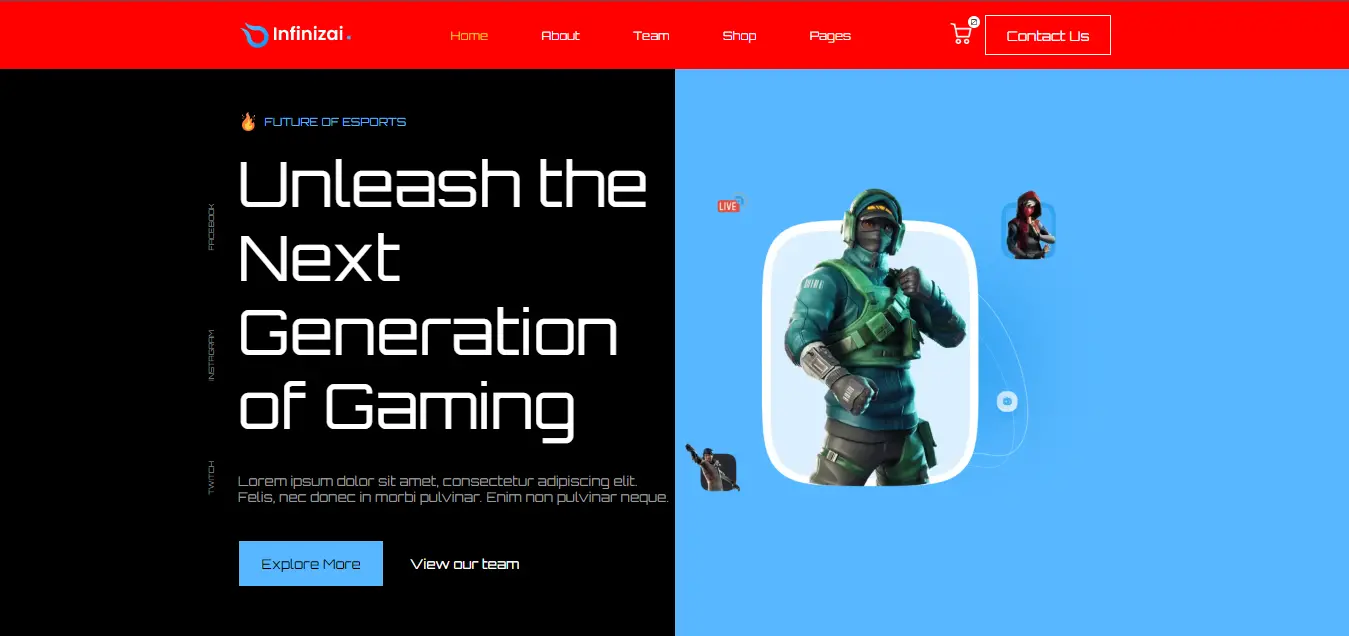 Infinizai
Home
About
Team
Shop
Pages
0
Contact Us
FUTURE OF ESPORTS
Unleash the
Next
Generation
of Gaming
FACEBOOK
INSTAGRAM
TWITCH
Lorem ipsum dolor sit amet, consectetur adipiscing elit.
Felis, nec donec in morbi pulvinar. Enim non pulvinar neque.
Explore More
View our team
LIVE